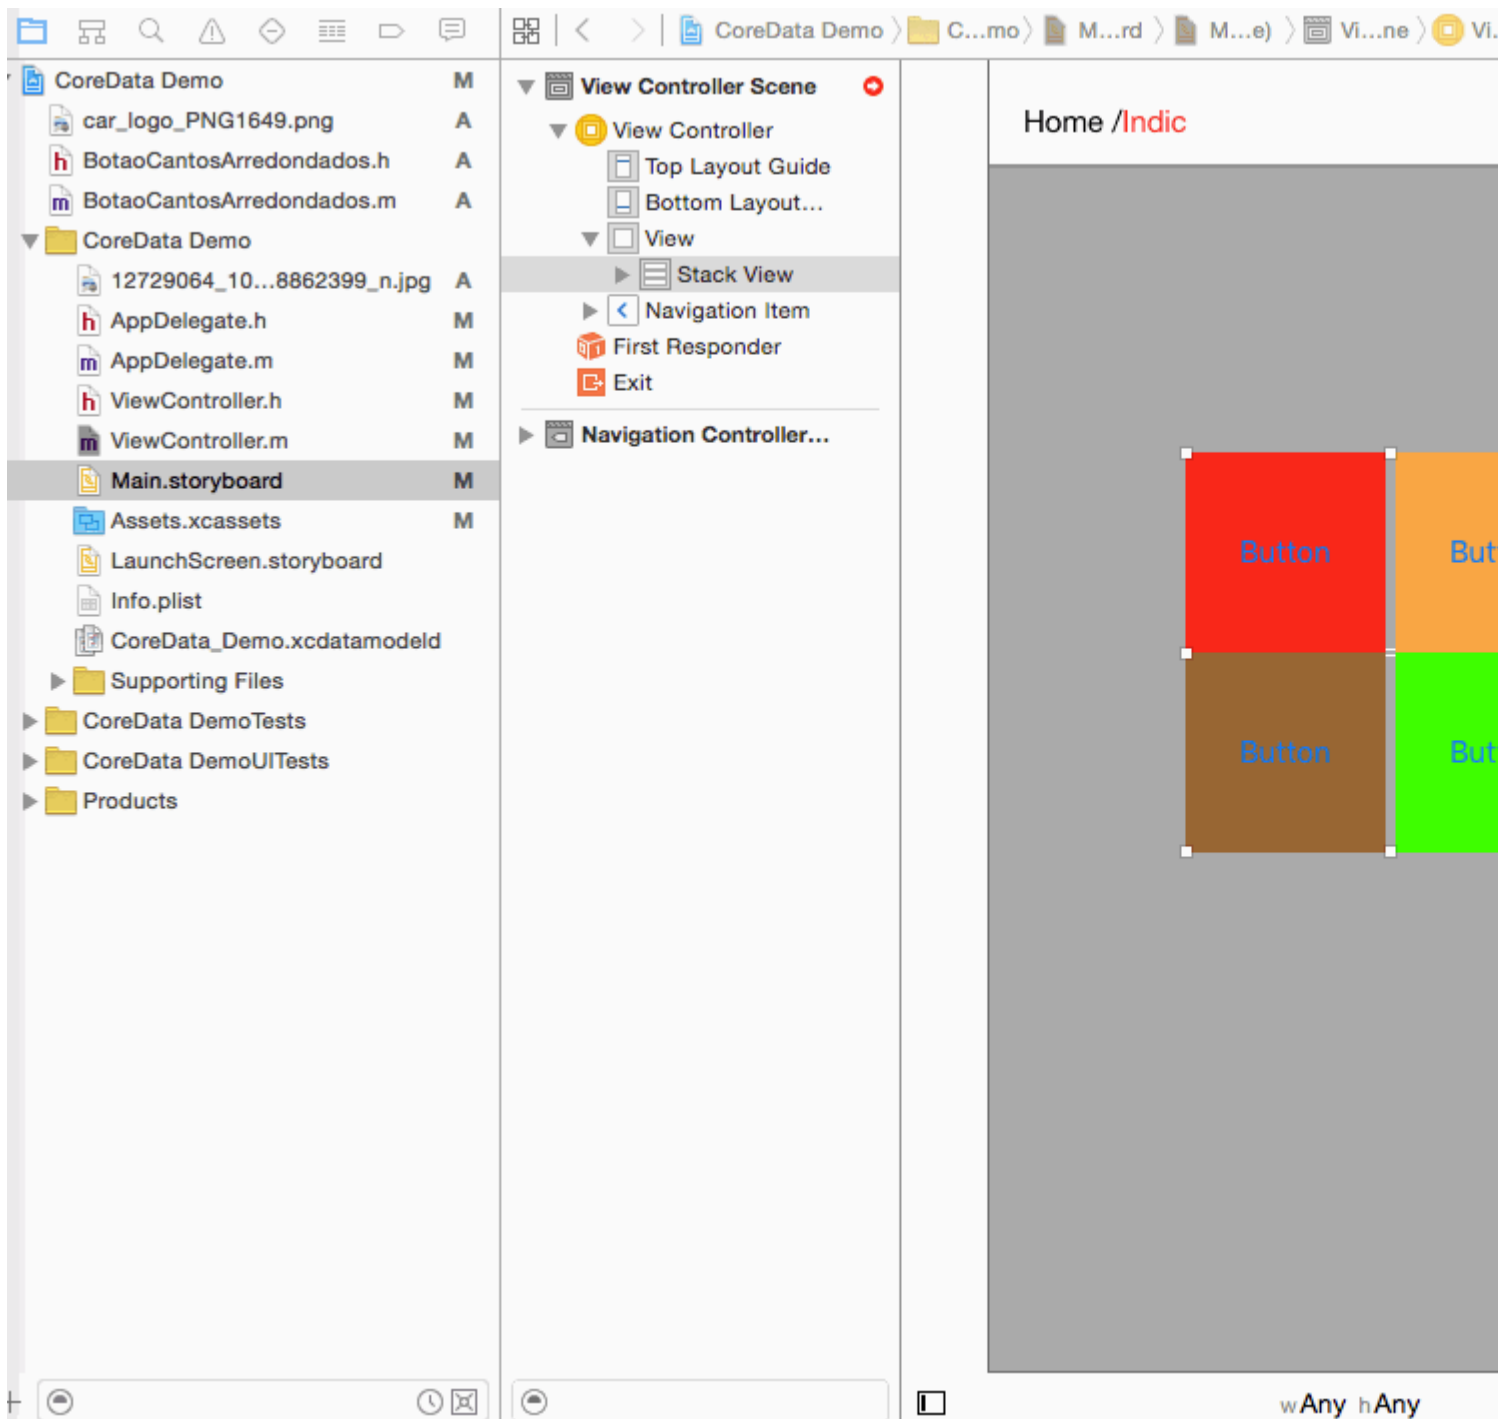 CoreData Demo C...mo M...rd M...e) Vi...ne Vi.
CoreData Demo M
car_logo_PNG1649.png A
BotaoCantosArredondados.h A
BotaoCantosArredondados.m A
CoreData Demo
12729064_10...8862399_n.jpg A
AppDelegate.h M
AppDelegate.m M
ViewController.h M
ViewController.m M
Main.storyboard M
Assets.xcassets M
LaunchScreen.storyboard
Info.plist
CoreData_Demo.xcdatamodeld
Supporting Files
CoreData DemoTests
CoreData DemoUITests
Products
View Controller Scene
View Controller
Top Layout Guide
Bottom Layout...
View
Stack View
Navigation Item
First Responder
Exit
Navigation Controller...
Home /Indic
Button But
Button But
wAny hAny